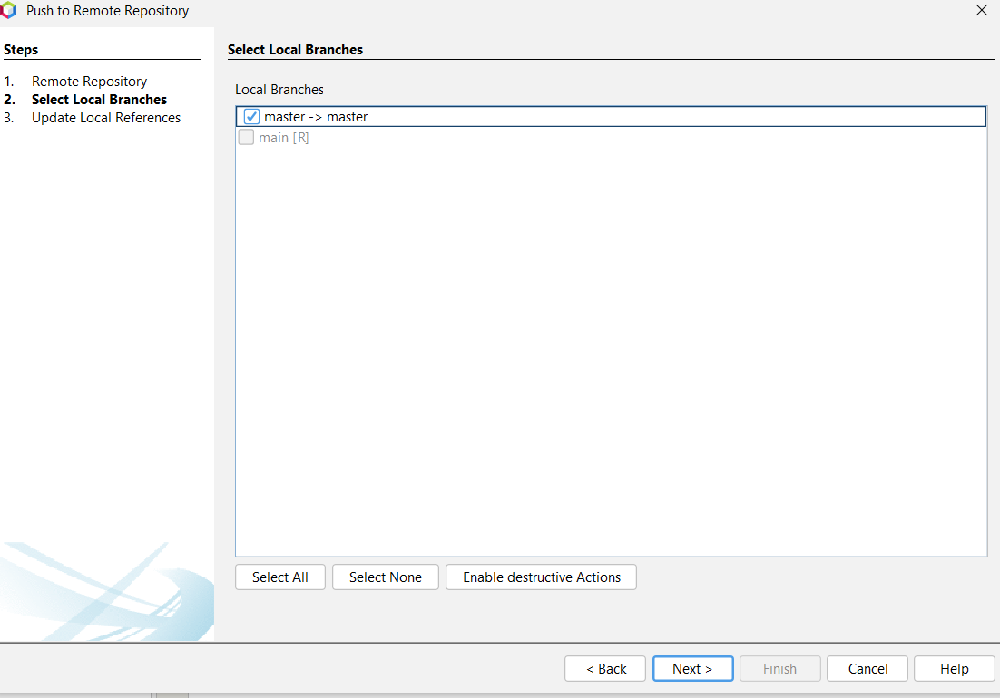 Push to Remote Repository
Steps
1. Remote Repository
2. Select Local Branches
3. Update Local References
Select Local Branches
Local Branches
master -> master
main [R]
Select All
Select None
Enable destructive Actions
< Back
Next >
Finish
Cancel
Help